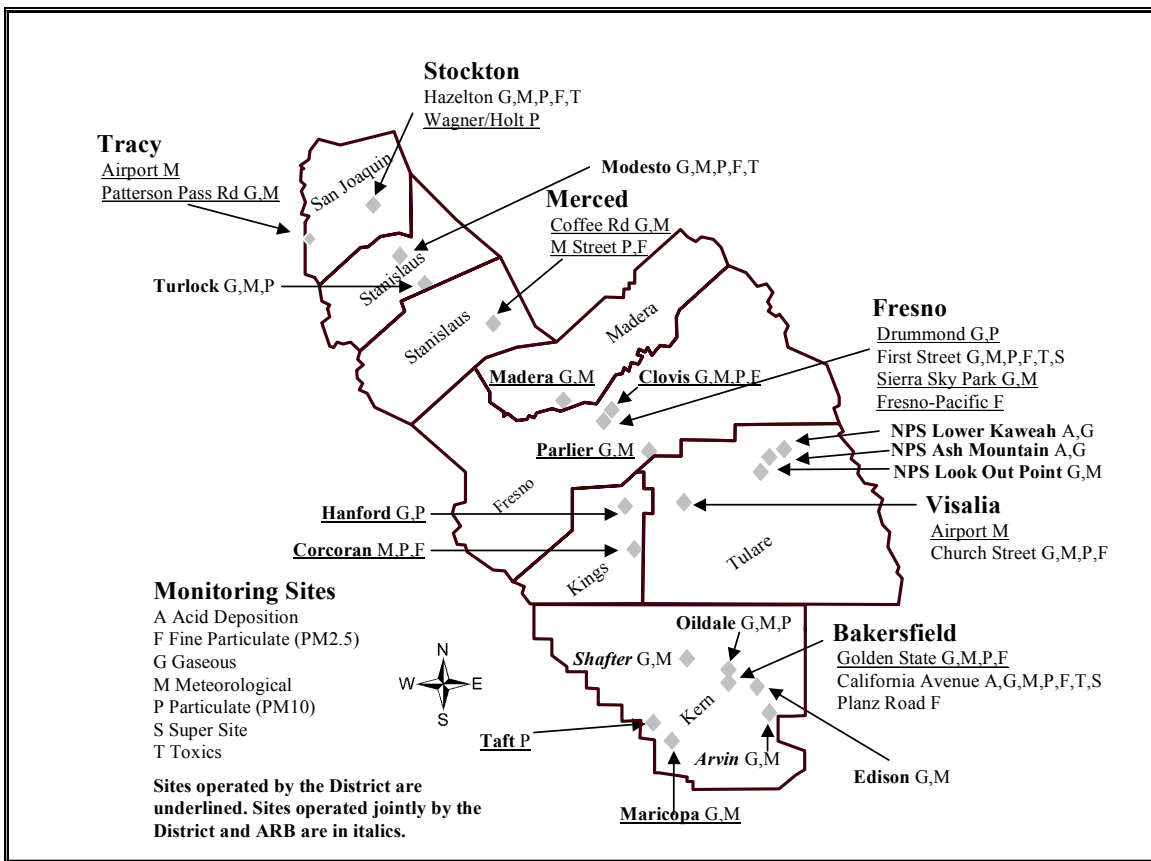 Stockton
Hazelton G,M,P,F,T
Wagner/Holt P
Tracy
Airport M
Patterson Pass Rd G,M
San Joaquin
Modesto G,M,P,F,T
Merced
Coffee Rd G,M
M Street P,F
Turlock G,M,P
Stanislaus
Stanislaus
Madera
Fresno
Drummond G,P
First Street G,M,P,F,T,S
Sierra Sky Park G,M
Fresno-Pacific F
Madera G,M
Clovis G,M,P,F
Parlier G,M
NPS Lower Kaweah A,G
NPS Ash Mountain A,G
NPS Look Out Point G,M
Fresno
Hanford G,P
Visalia
Airport M
Church Street G,M,P,F
Corcoran M,P,F
Kings
Tulare
Monitoring Sites
A Acid Deposition
F Fine Particulate (PM2.5)
G Gaseous
M Meteorological
P Particulate (PM10)
S Super Site
T Toxics
N
W E
S
Oildale G,M,P
Shafter G,M
Bakersfield
Golden State G,M,P,F
California Avenue A,G,M,P,F,T,S
Planz Road F
Kern
Taft P
Arvin G,M
Edison G,M
Maricopa G,M
Sites operated by the District are
underlined. Sites operated jointly by the
District and ARB are in italics.